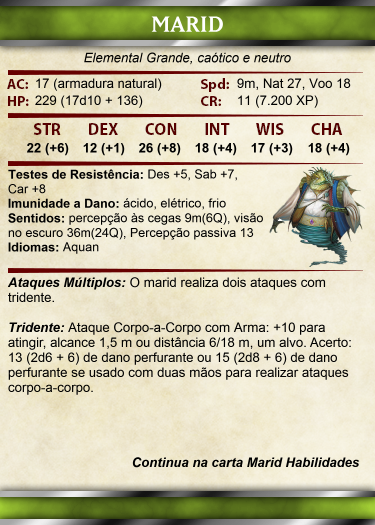 MARID
Elemental Grande, caótico e neutro
AC: 17 (armadura natural) Spd: 9m, Nat 27, Voo 18
HP: 229 (17d10 + 136) CR: 11 (7.200 XP)
STR DEX CON INT WIS CHA
22 (+6) 12 (+1) 26 (+8) 18 (+4) 17 (+3) 18 (+4)
Testes de Resistência: Des +5, Sab +7,
Car +8
Imunidade a Dano: ácido, elétrico, frio
Sentidos: percepção às cegas 9m(6Q), visão
no escuro 36m(24Q), Percepção passiva 13
Idiomas: Aquan
Ataques Múltiplos: O marid realiza dois ataques com
tridente.
Tridente: Ataque Corpo-a-Corpo com Arma: +10 para
atingir, alcance 1,5 m ou distância 6/18 m, um alvo. Acerto:
13 (2d6 + 6) de dano perfurante ou 15 (2d8 + 6) de dano
perfurante se usado com duas mãos para realizar ataques
corpo-a-corpo.
Continua na carta Marid Habilidades